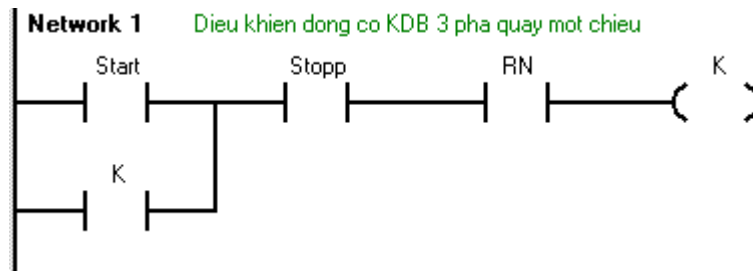 Network 1 Dieu khien dong co KDB 3 pha quay mot chieu
Start Stopp RN K
K